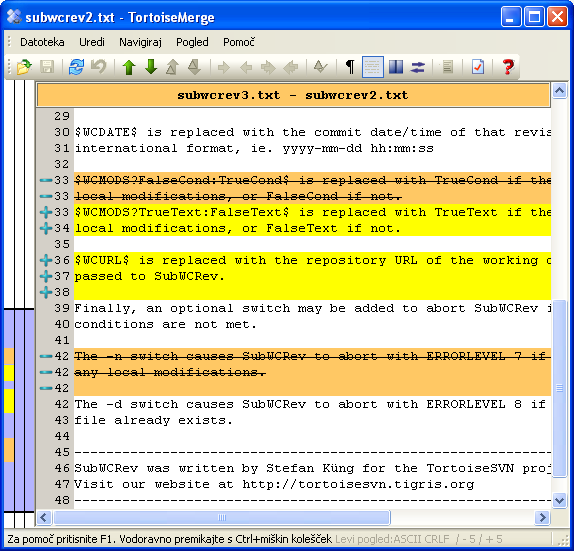 subwcrev2.txt - TortoiseMerge
Datoteka Uredi Navigiraj Pogled Pomoč
subwcrev3.txt - subwcrev2.txt
29
30 $WCDATE$ is replaced with the commit date/time of that revis
31 international format, ie. yyyy-mm-dd hh:mm:ss
32
33 $WCMODS?FalseCond:TrueCond$ is replaced with TrueCond if the
33 local modifications, or FalseCond if not.
33 $WCMODS?TrueText:FalseText$ is replaced with TrueText if the
34 local modifications, or FalseText if not.
35
36 $WCURL$ is replaced with the repository URL of the working
37 passed to SubWCRev.
38
39 Finally, an optional switch may be added to abort SubWCRev i
40 conditions are not met.
41
42 The -n switch causes SubWCRev to abort with ERRORLEVEL 7 if
42 any local modifications.
42
42 The -d switch causes SubWCRev to abort with ERRORLEVEL 8 if
43 file already exists.
44
45 ------------------------------------------------------------
46 SubWCRev was written by Stefan Küng for the TortoiseSVN proj
47 Visit our website at http://tortoisesvn.tigris.org
48 ------------------------------------------------------------
Za pomoč pritisnite F1. Vodoravno premikajte s Ctrl+miškin kolešček Levi pogled:ASCII CRLF / - 5 / + 5